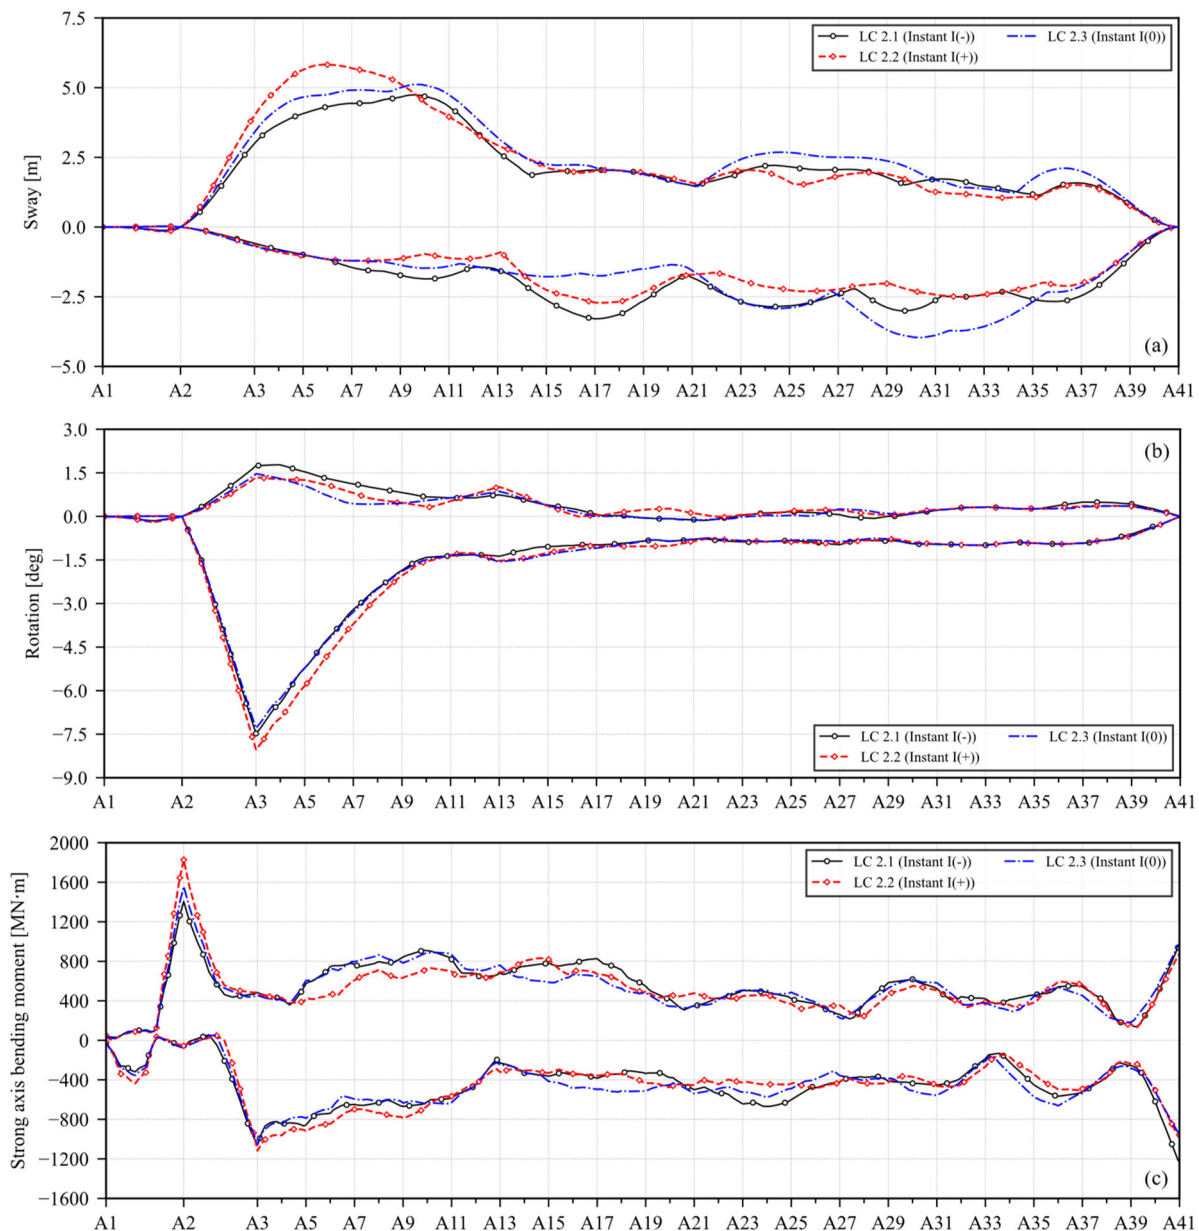 7.5
5.0
2.5
0.0
−2.5
−5.0
Sway [m]
LC 2.1 (Instant I(-))
LC 2.2 (Instant I(+))
LC 2.3 (Instant I(0))
(a)
A1 A2 A3 A5 A7 A9 A11 A13 A15 A17 A19 A21 A23 A25 A27 A29 A31 A33 A35 A37 A39 A41
3.0
1.5
0.0
−1.5
−3.0
−4.5
−6.0
−7.5
−9.0
Rotation [deg]
(b)
LC 2.1 (Instant I(-))
LC 2.2 (Instant I(+))
LC 2.3 (Instant I(0))
A1 A2 A3 A5 A7 A9 A11 A13 A15 A17 A19 A21 A23 A25 A27 A29 A31 A33 A35 A37 A39 A41
2000
1600
1200
800
400
0
−400
−800
−1200
−1600
Strong axis bending moment [MN·m]
LC 2.1 (Instant I(-))
LC 2.2 (Instant I(+))
LC 2.3 (Instant I(0))
(c)
A1 A2 A3 A5 A7 A9 A11 A13 A15 A17 A19 A21 A23 A25 A27 A29 A31 A33 A35 A37 A39 A41